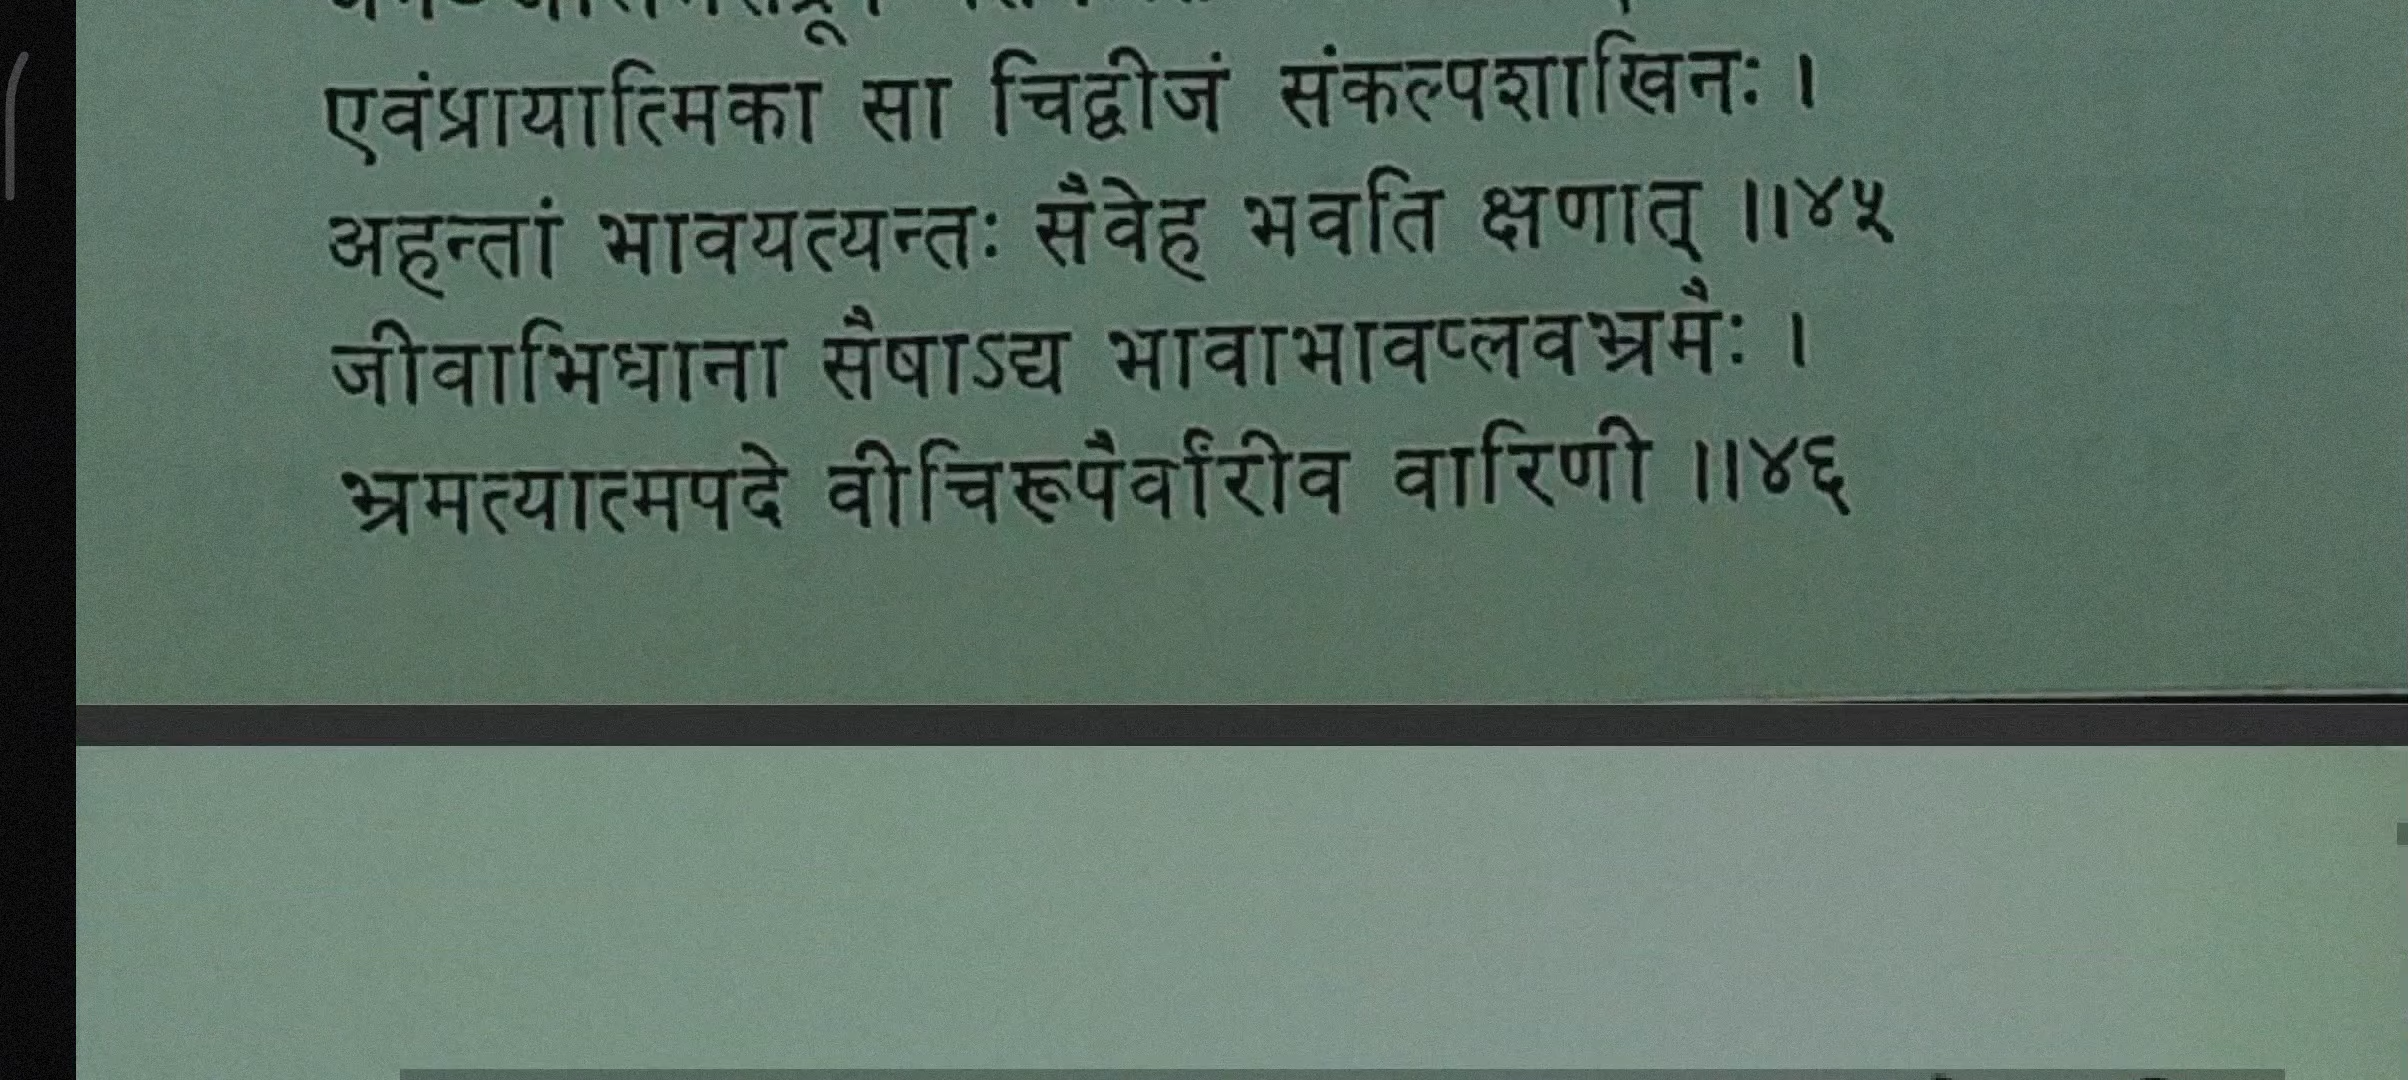 एवंप्रायात्मिका सा चिद्बीजं संकल्पशाखिनः ।
अहन्तां भावयत्यन्तः सैवेह भवति क्षणात् ॥४५
जीवाभिधाना सैषाऽद्य भावाभावप्लवभ्रमैः ।
भ्रमत्यात्मपदे वीचिरूपैर्वारीव वारिणी ॥४६